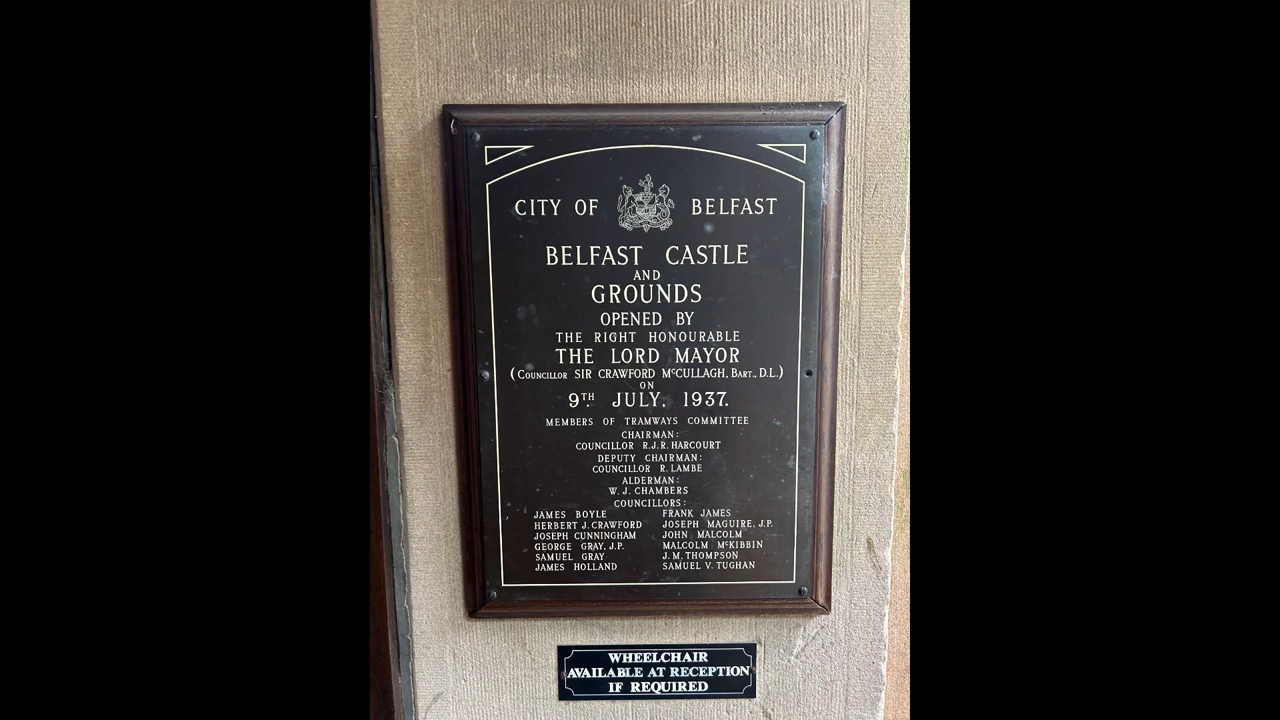 CITY OF BELFAST
BELFAST CASTLE
AND
GROUNDS
OPENED BY
THE RIGHT HONOURABLE
THE LORD MAYOR
(COUNCILLOR SIR CRAWFORD McCULLAGH, BART., D.L.)
ON
9TH JULY, 1937.
MEMBERS OF TRAMWAYS COMMITTEE
CHAIRMAN:
COUNCILLOR R.J.R. HARCOURT
DEPUTY CHAIRMAN:
COUNCILLOR R. LAMBE
ALDERMAN:
W. J. CHAMBERS
COUNCILLORS:
JAMES BOYLE
HERBERT J. CRAWFORD
JOSEPH CUNNINGHAM
GEORGE GRAY, J.P.
SAMUEL GRAY
JAMES HOLLAND
FRANK JAMES
JOSEPH MAGUIRE, J.P.
JOHN MALCOLM
MALCOLM McKIBBIN
J. M. THOMPSON
SAMUEL V. TUGHAN
WHEELCHAIR
AVAILABLE AT RECEPTION
IF REQUIRED